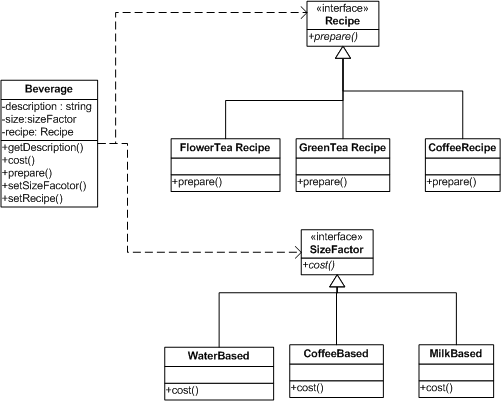 «interface»
Recipe
+prepare()
Beverage
-description : string
-size:sizeFactor
-recipe: Recipe
+getDescription()
+cost()
+prepare()
+setSizeFacotor()
+setRecipe()
FlowerTea Recipe
+prepare()
GreenTea Recipe
+prepare()
CoffeeRecipe
+prepare()
«interface»
SizeFactor
+cost()
WaterBased
+cost()
CoffeeBased
+cost()
MilkBased
+cost()